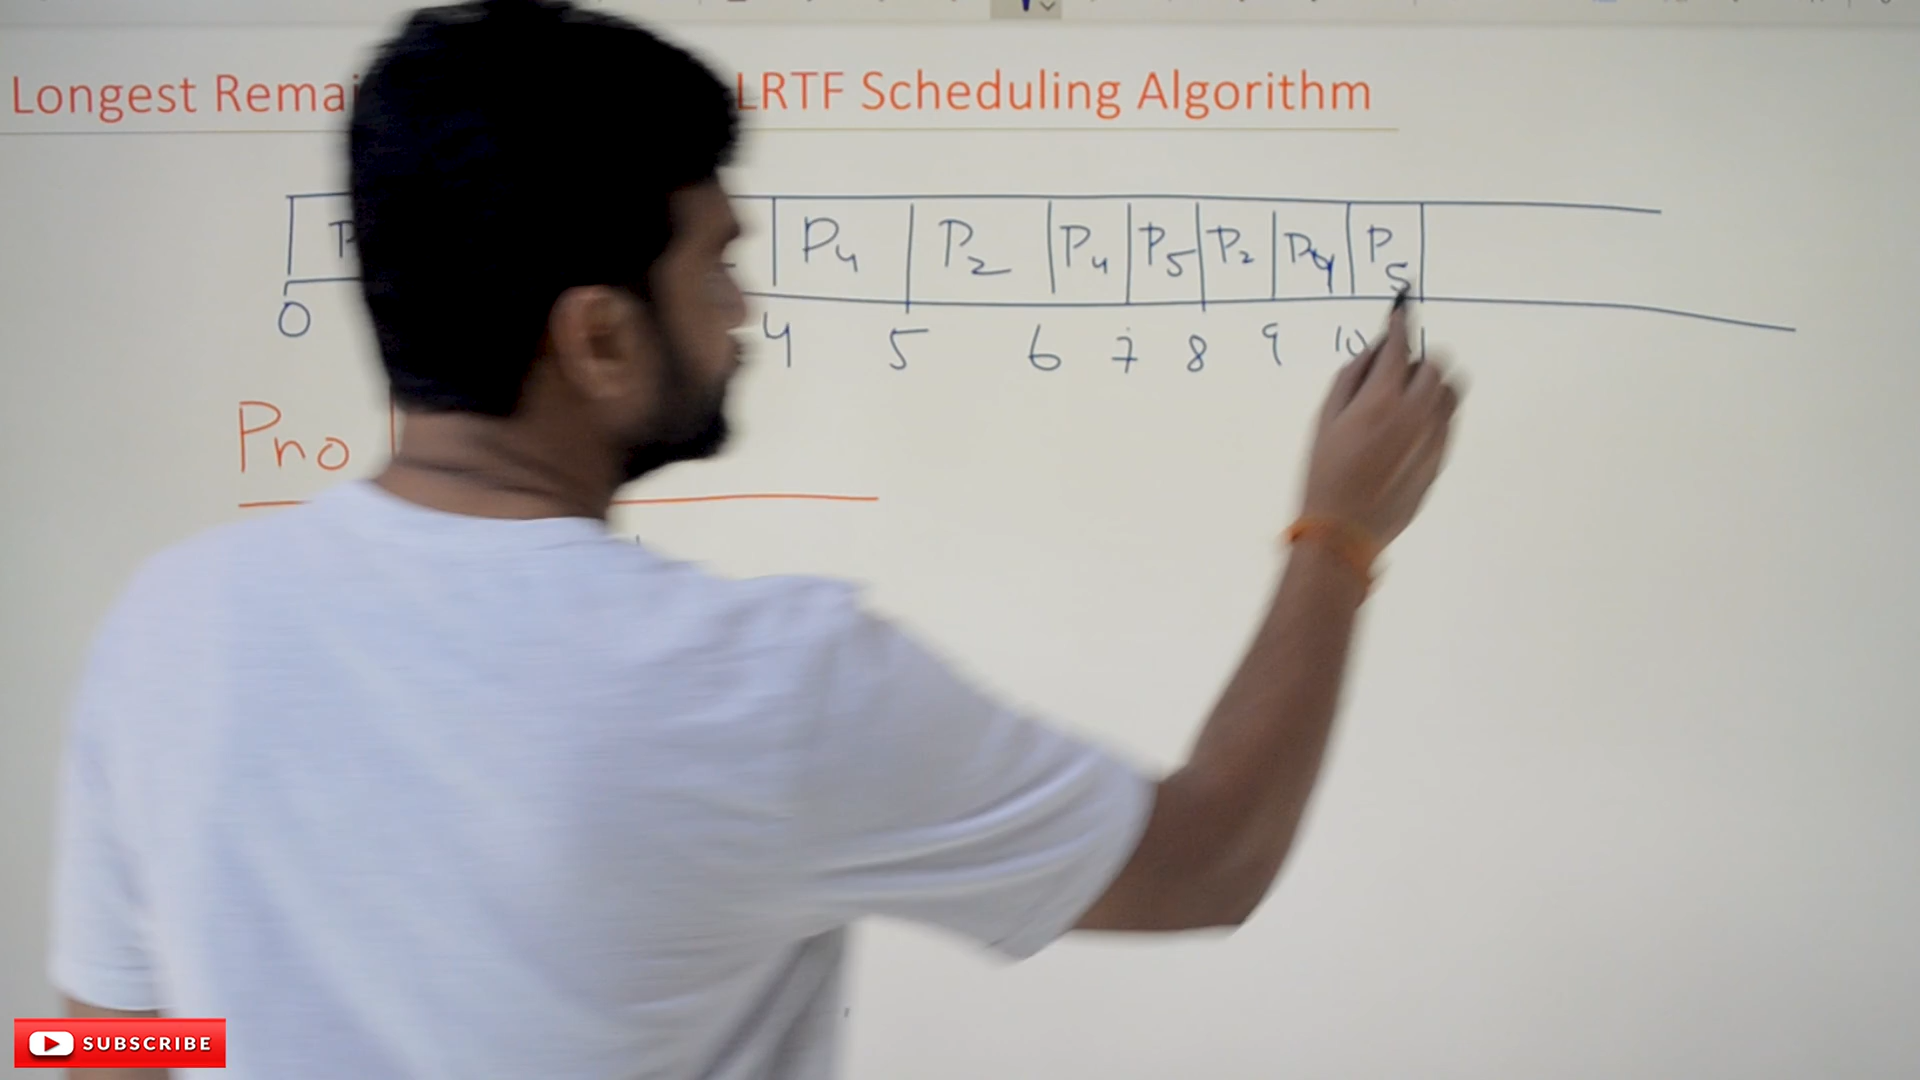 Longest Remai LRTF Scheduling Algorithm
P4 P2 P4 P5 P2 P4 P5
0 4 5 6 7 8 9 10
Pno
SUBSCRIBE